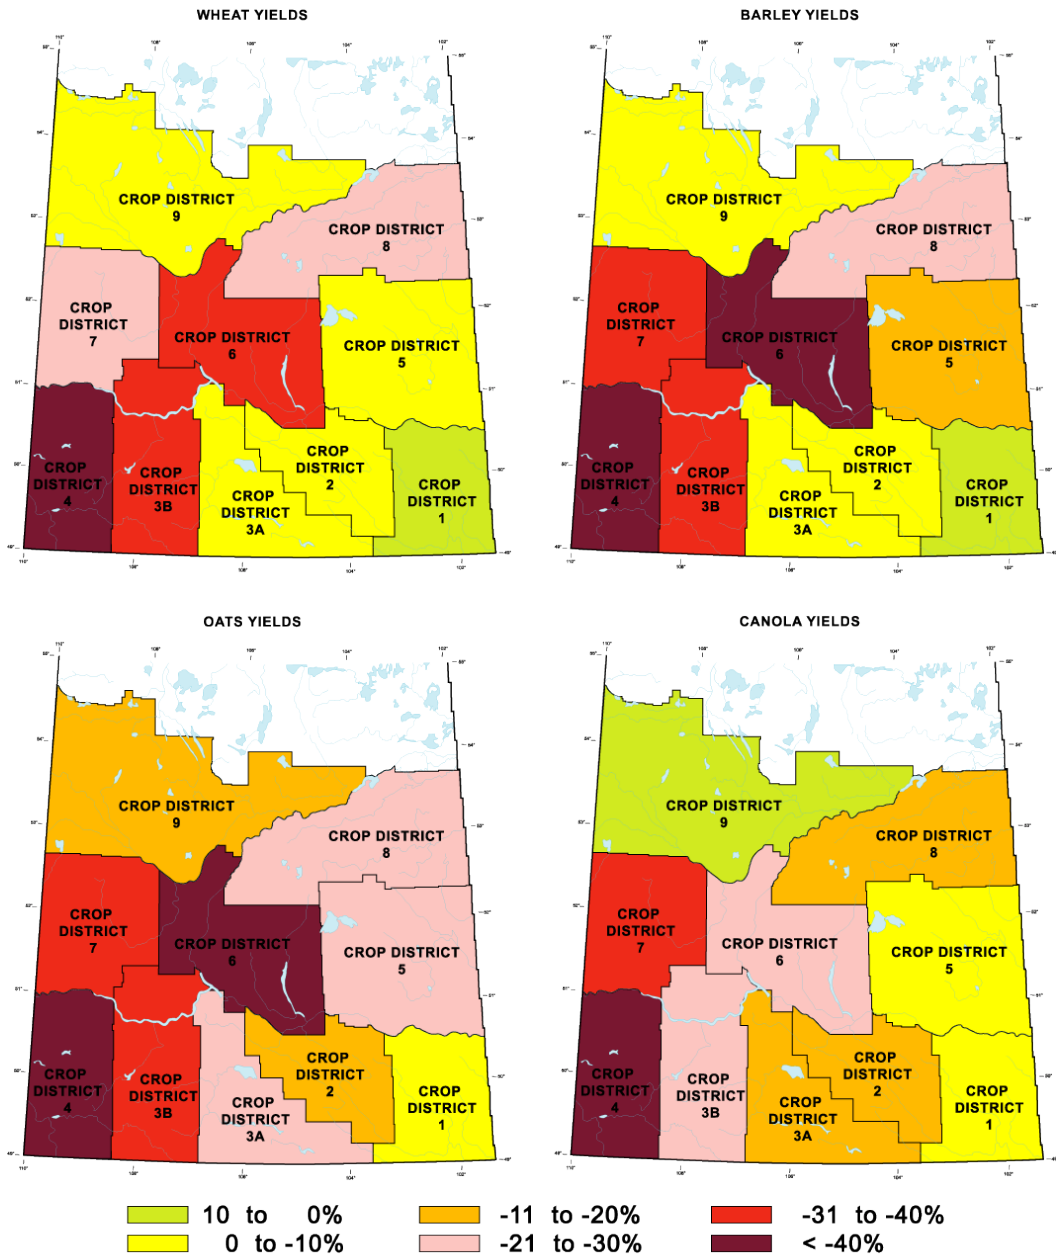 WHEAT YIELDS
BARLEY YIELDS
CROP DISTRICT
9
CROP DISTRICT
8
CROP
DISTRICT
7
CROP DISTRICT
6
CROP DISTRICT
5
CROP
DISTRICT
4
CROP
DISTRICT
3B
CROP
DISTRICT
3A
CROP
DISTRICT
2
CROP
DISTRICT
1
CROP DISTRICT
9
CROP DISTRICT
8
CROP
DISTRICT
7
CROP DISTRICT
6
CROP DISTRICT
5
CROP
DISTRICT
4
CROP
DISTRICT
3B
CROP
DISTRICT
3A
CROP
DISTRICT
2
CROP
DISTRICT
1
OATS YIELDS
CANOLA YIELDS
CROP DISTRICT
9
CROP DISTRICT
8
CROP
DISTRICT
7
CROP DISTRICT
6
CROP DISTRICT
5
CROP
DISTRICT
4
CROP
DISTRICT
3B
CROP
DISTRICT
3A
CROP
DISTRICT
2
CROP
DISTRICT
1
CROP DISTRICT
9
CROP DISTRICT
8
CROP
DISTRICT
7
CROP DISTRICT
6
CROP DISTRICT
5
CROP
DISTRICT
4
CROP
DISTRICT
3B
CROP
DISTRICT
3A
CROP
DISTRICT
2
CROP
DISTRICT
1
10 to 0%
-11 to -20%
-31 to -40%
0 to -10%
-21 to -30%
< -40%